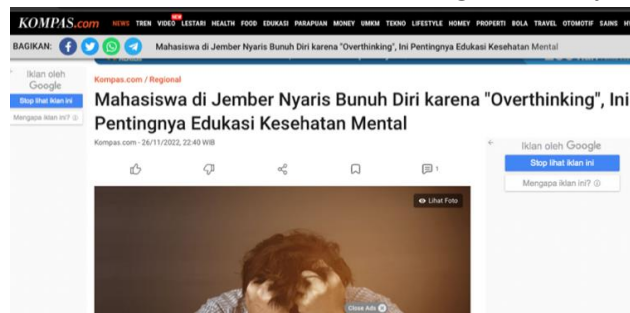 KOMPAS.com NEWS TREN VIDEO NEW LESTARI HEALTH FOOD EDUKASI PARAPUAN MONEY UMKM TEKNO LIFESTYLE HOMEY PROPERTI BOLA TRAVEL OTOMOTIF SAINS
BAGIKAN: Mahasiswa di Jember Nyaris Bunuh Diri karena "Overthinking", Ini Pentingnya Edukasi Kesehatan Mental
Iklan oleh
Google
Stop lihat iklan ini
Mengapa iklan ini?
Kompas.com / Regional
Mahasiswa di Jember Nyaris Bunuh Diri karena "Overthinking", Ini
Pentingnya Edukasi Kesehatan Mental
Kompas.com - 26/11/2022, 22:40 WIB
1
Iklan oleh Google
Stop lihat iklan ini
Mengapa iklan ini?
Lihat Foto
Close Ads